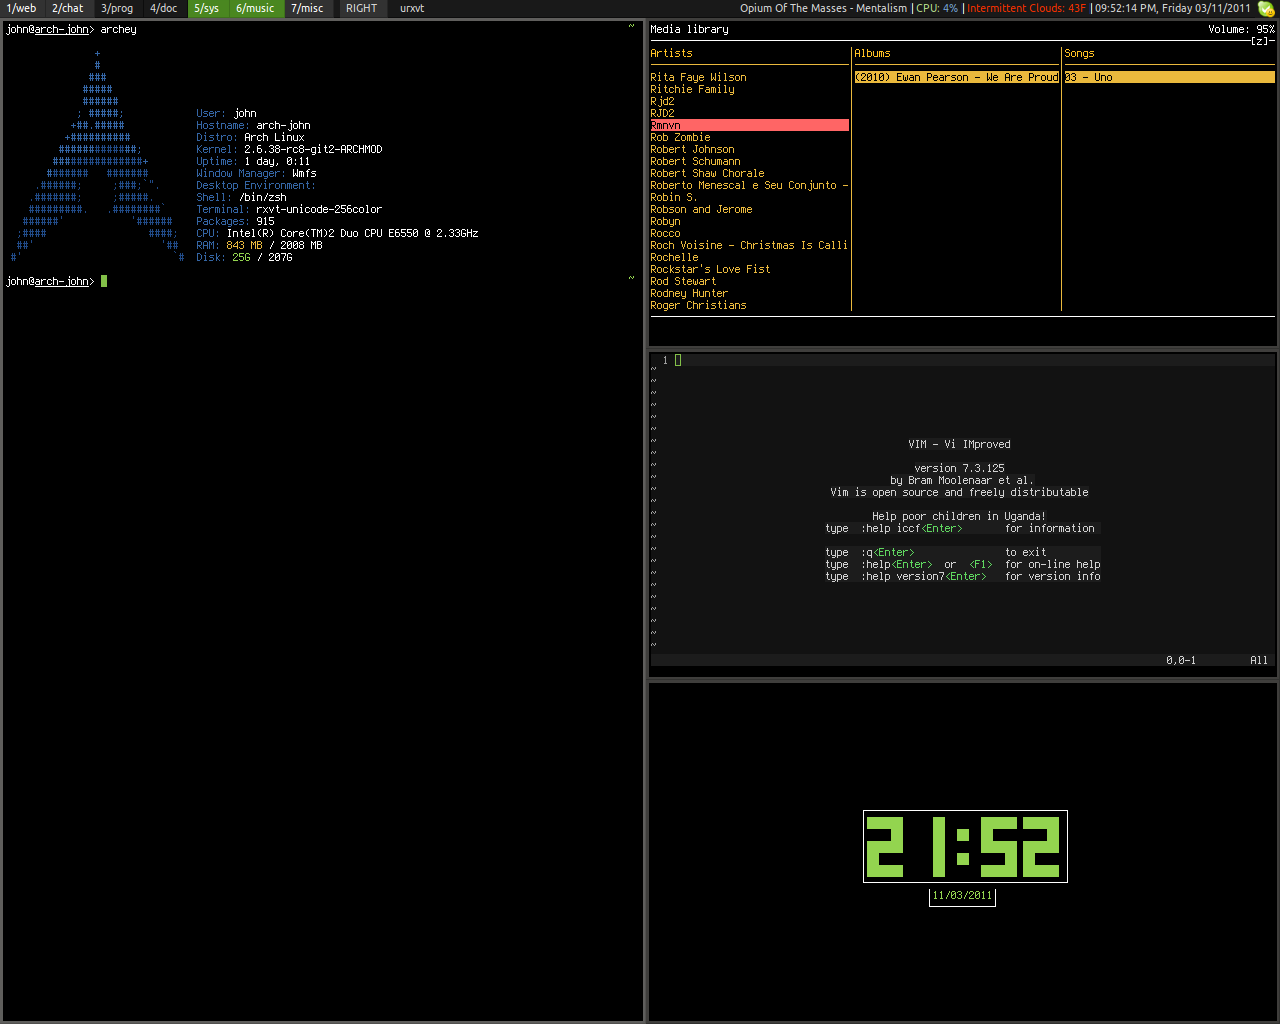 1/web 2/chat 3/prog 4/doc 5/sys 6/music 7/misc RIGHT urxvt Opium Of The Masses - Mentalism | CPU: 4% | Intermittent Clouds: 43F | 09:52:14 PM, Friday 03/11/2011
john@arch-john> archey ~
User: john
Hostname: arch-john
Distro: Arch Linux
Kernel: 2.6.38-rc8-git2-ARCHMOD
Uptime: 1 day, 0:11
Window Manager: Wmfs
Desktop Environment:
Shell: /bin/zsh
Terminal: rxvt-unicode-256color
Packages: 915
CPU: Intel(R) Core(TM)2 Duo CPU E6550 @ 2.33GHz
RAM: 843 MB / 2008 MB
Disk: 25G / 207G
john@arch-john> ~
Media library Volume: 95%
[z]
Artists Albums Songs
Rita Faye Wilson (2010) Ewan Pearson - We Are Proud 03 - Uno
Ritchie Family
Rjd2
RJD2
Rmnvn
Rob Zombie
Robert Johnson
Robert Schumann
Robert Shaw Chorale
Roberto Menescal e Seu Conjunto -
Robin S.
Robson and Jerome
Robyn
Rocco
Roch Voisine - Christmas Is Calli
Rochelle
Rockstar's Love Fist
Rod Stewart
Rodney Hunter
Roger Christians
1
VIM - Vi IMproved
version 7.3.125
by Bram Moolenaar et al.
Vim is open source and freely distributable
Help poor children in Uganda!
type :help iccf<Enter> for information
type :q<Enter> to exit
type :help<Enter> or <F1> for on-line help
type :help version7<Enter> for version info
0,0-1 All
21:52
11/03/2011